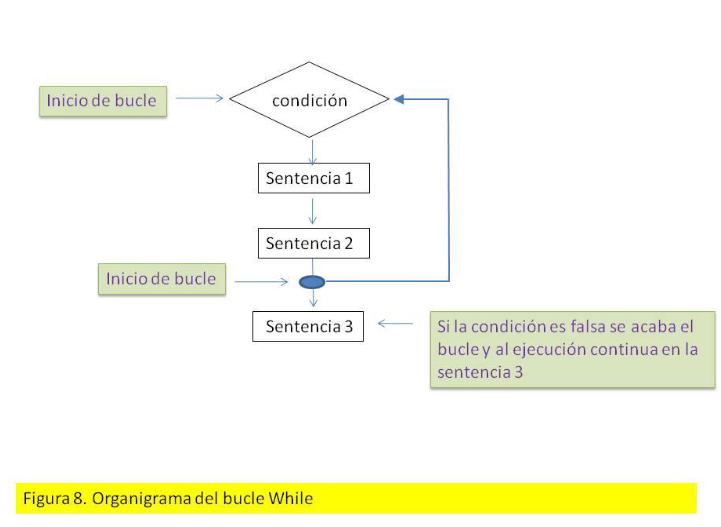 Inicio de bucle
condición
Sentencia 1
Sentencia 2
Inicio de bucle
Sentencia 3
Si la condición es falsa se acaba el
bucle y al ejecución continua en la
sentencia 3
Figura 8. Organigrama del bucle While